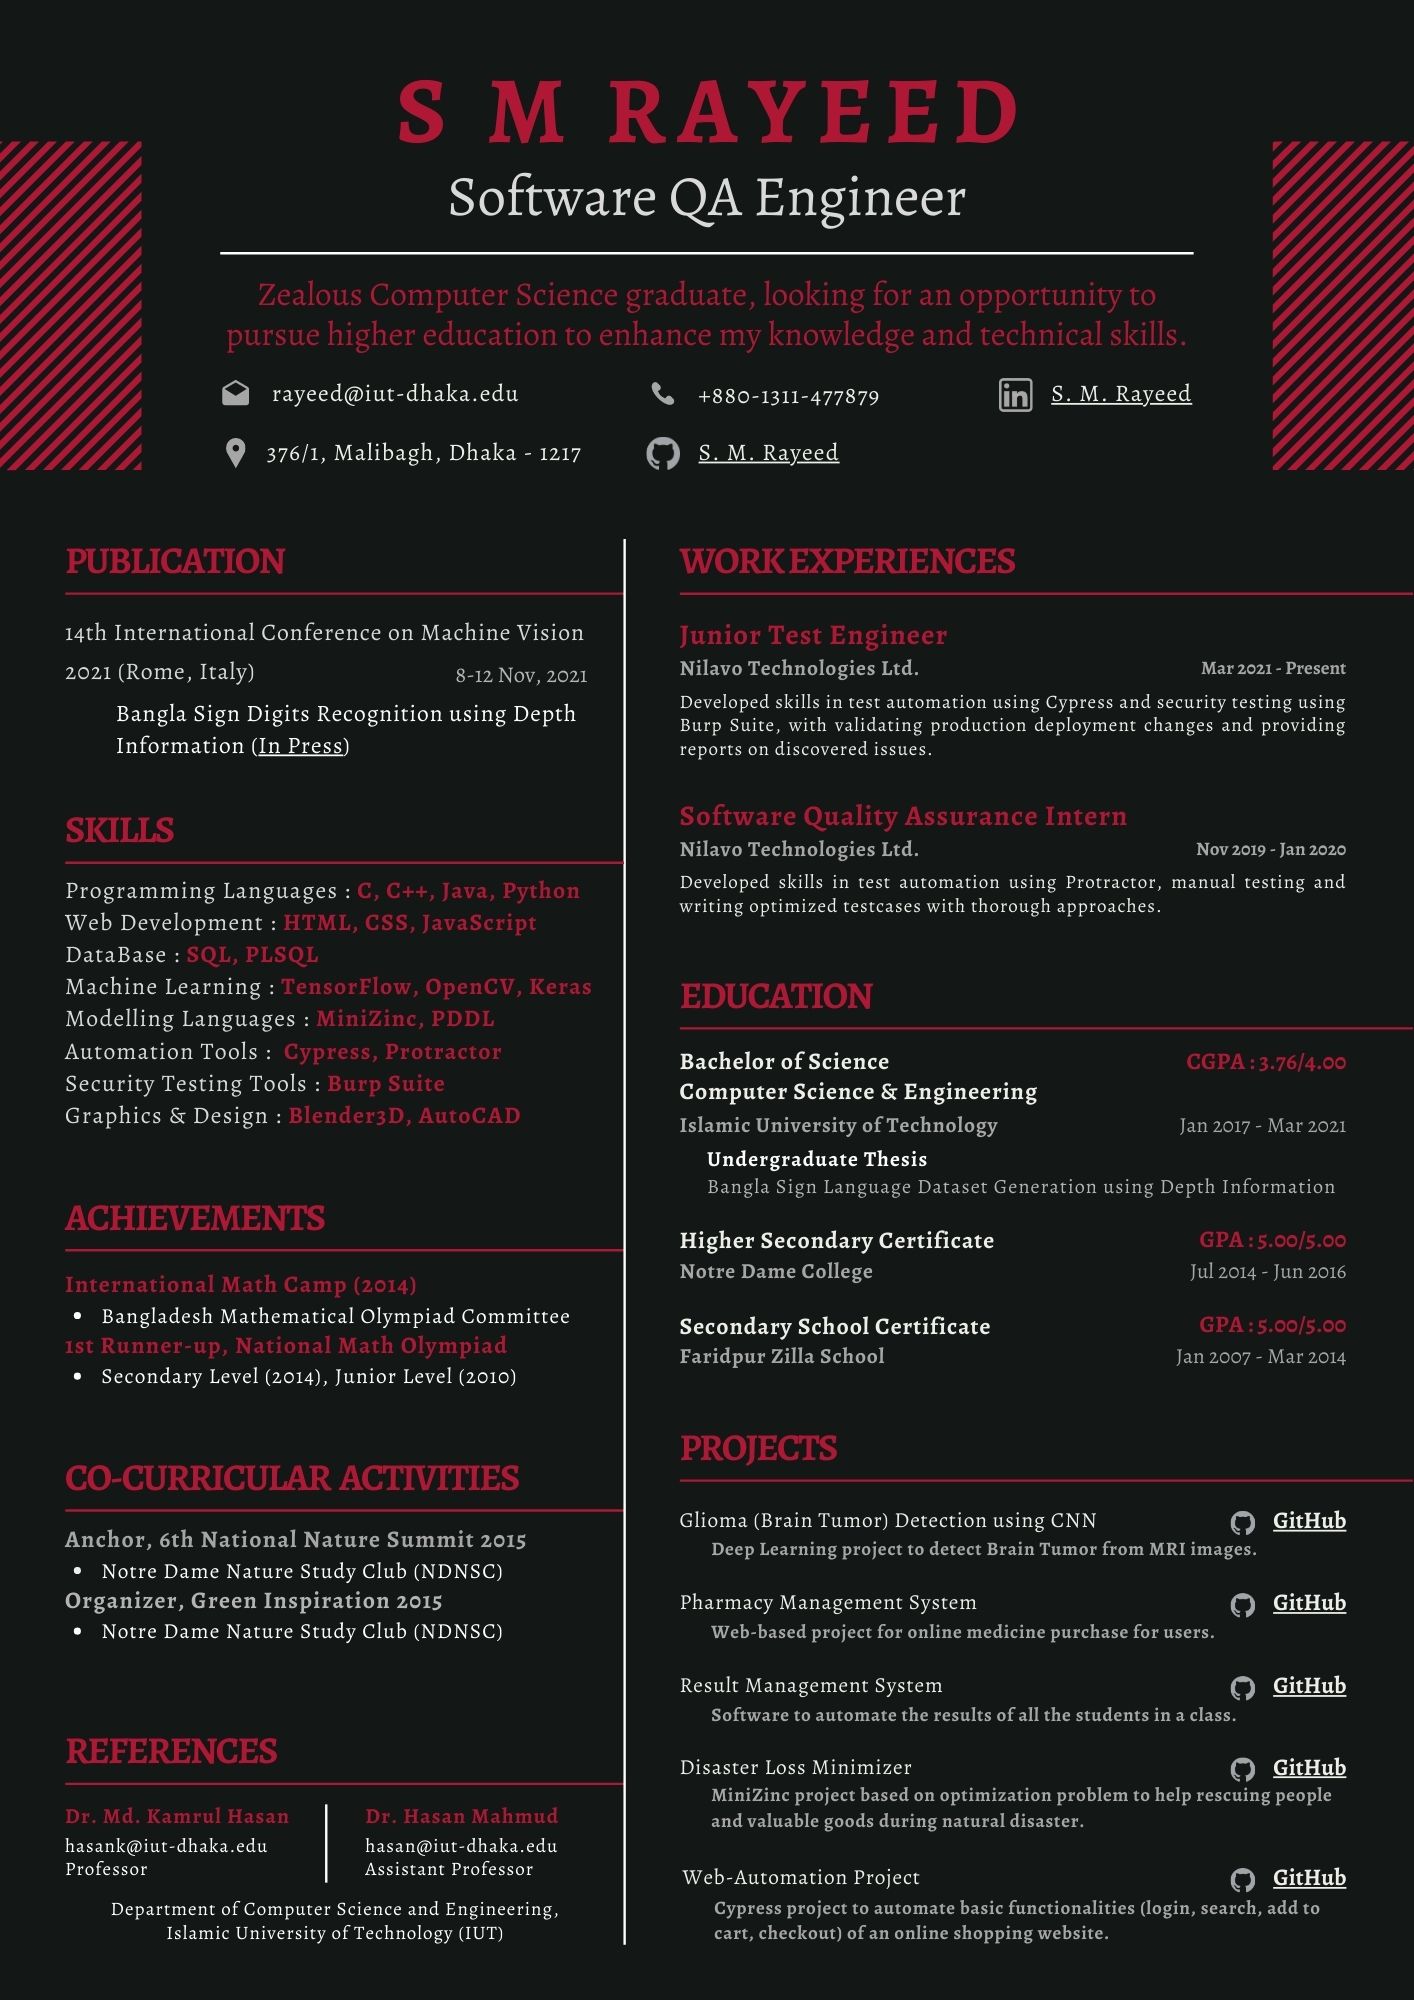 S M RAYEED
Software QA Engineer
Zealous Computer Science graduate, looking for an opportunity to
pursue higher education to enhance my knowledge and technical skills.
rayeed@iut-dhaka.edu
+880-1311-477879
S. M. Rayeed
376/1, Malibagh, Dhaka - 1217
S. M. Rayeed
PUBLICATION
14th International Conference on Machine Vision
2021 (Rome, Italy) 8-12 Nov, 2021
Bangla Sign Digits Recognition using Depth
Information (In Press)
SKILLS
Programming Languages : C, C++, Java, Python
Web Development : HTML, CSS, JavaScript
DataBase : SQL, PLSQL
Machine Learning : TensorFlow, OpenCV, Keras
Modelling Languages : MiniZinc, PDDL
Automation Tools : Cypress, Protractor
Security Testing Tools : Burp Suite
Graphics & Design : Blender3D, AutoCAD
ACHIEVEMENTS
International Math Camp (2014)
• Bangladesh Mathematical Olympiad Committee
1st Runner-up, National Math Olympiad
• Secondary Level (2014), Junior Level (2010)
CO-CURRICULAR ACTIVITIES
Anchor, 6th National Nature Summit 2015
• Notre Dame Nature Study Club (NDNSC)
Organizer, Green Inspiration 2015
• Notre Dame Nature Study Club (NDNSC)
REFERENCES
Dr. Md. Kamrul Hasan
hasank@iut-dhaka.edu
Professor
Dr. Hasan Mahmud
hasan@iut-dhaka.edu
Assistant Professor
Department of Computer Science and Engineering,
Islamic University of Technology (IUT)
WORK EXPERIENCES
Junior Test Engineer
Nilavo Technologies Ltd. Mar 2021 - Present
Developed skills in test automation using Cypress and security testing using
Burp Suite, with validating production deployment changes and providing
reports on discovered issues.
Software Quality Assurance Intern
Nilavo Technologies Ltd. Nov 2019 - Jan 2020
Developed skills in test automation using Protractor, manual testing and
writing optimized testcases with thorough approaches.
EDUCATION
Bachelor of Science CGPA : 3.76/4.00
Computer Science & Engineering
Islamic University of Technology Jan 2017 - Mar 2021
Undergraduate Thesis
Bangla Sign Language Dataset Generation using Depth Information
Higher Secondary Certificate GPA : 5.00/5.00
Notre Dame College Jul 2014 - Jun 2016
Secondary School Certificate GPA : 5.00/5.00
Faridpur Zilla School Jan 2007 - Mar 2014
PROJECTS
Glioma (Brain Tumor) Detection using CNN GitHub
Deep Learning project to detect Brain Tumor from MRI images.
Pharmacy Management System GitHub
Web-based project for online medicine purchase for users.
Result Management System GitHub
Software to automate the results of all the students in a class.
Disaster Loss Minimizer GitHub
MiniZinc project based on optimization problem to help rescuing people
and valuable goods during natural disaster.
Web-Automation Project GitHub
Cypress project to automate basic functionalities (login, search, add to
cart, checkout) of an online shopping website.